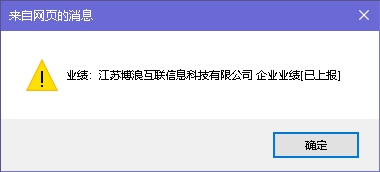 来自网页的消息
业绩：江苏博浪互联信息科技有限公司 企业业绩[已上报]
确定